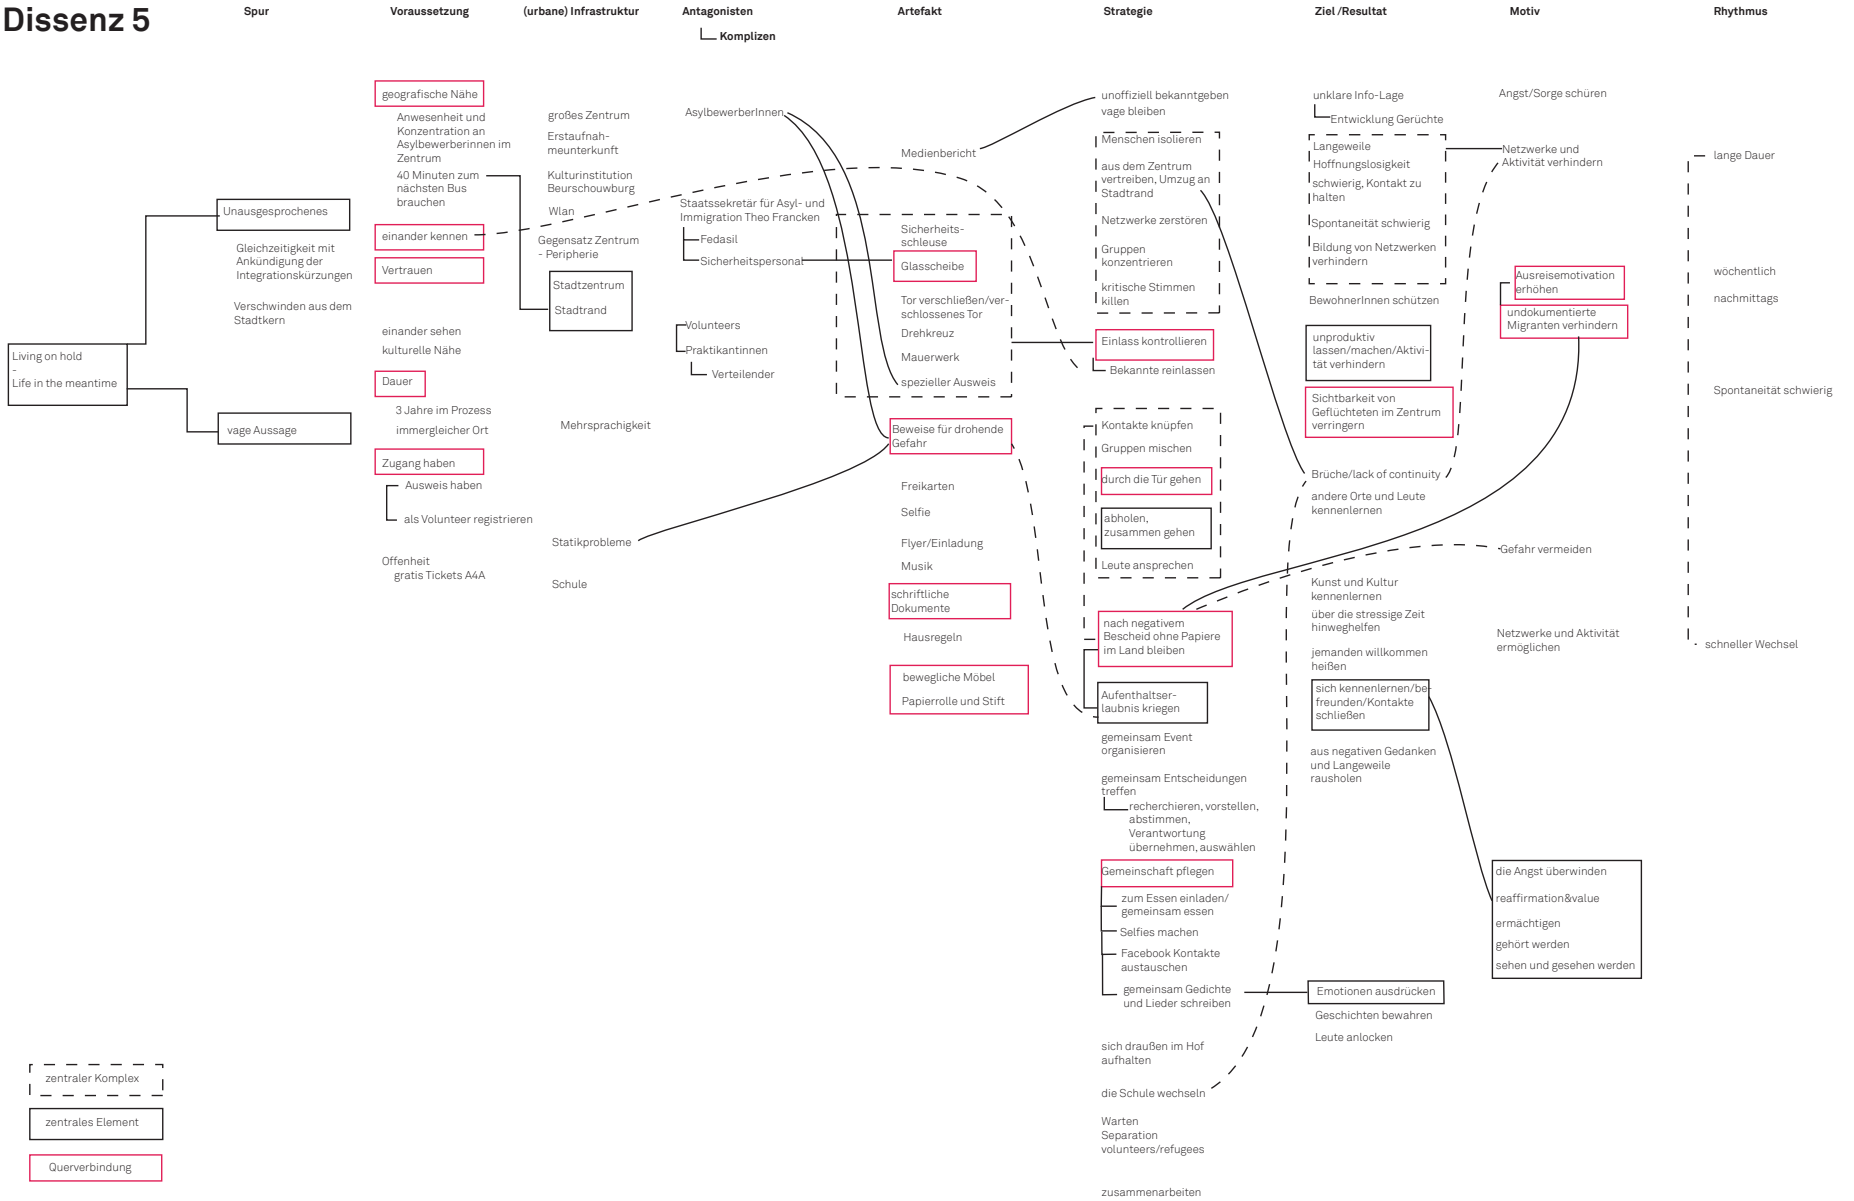 Dissenz 5
Spur
Voraussetzung
(urbane) Infrastruktur
Antagonisten
Komplizen
Artefakt
Strategie
Ziel /Resultat
Motiv
Rhythmus
Living on hold
-
Life in the meantime
Unausgesprochenes
Gleichzeitigkeit mit
Ankündigung der
Integrationskürzungen
Verschwinden aus dem
Stadtkern
vage Aussage
geografische Nähe
Anwesenheit und
Konzentration an
Asylbewerberinnen im
Zentrum
40 Minuten zum
nächsten Bus
brauchen
einander kennen
Vertrauen
einander sehen
kulturelle Nähe
Dauer
3 Jahre im Prozess
immergleicher Ort
Zugang haben
Ausweis haben
als Volunteer registrieren
Offenheit
gratis Tickets A4A
großes Zentrum
Erstaufnah-
meunterkunft
Kulturinstitution
Beurschouwburg
Wlan
Gegensatz Zentrum
- Peripherie
Stadtzentrum
Stadtrand
Mehrsprachigkeit
Statikprobleme
Schule
AsylbewerberInnen
Staatssekretär für Asyl- und
Immigration Theo Francken
Fedasil
Sicherheitspersonal
Volunteers
Praktikantinnen
Verteilender
Medienbericht
Sicherheits-
schleuse
Glasscheibe
Tor verschließen/ver-
schlossenes Tor
Drehkreuz
Mauerwerk
spezieller Ausweis
Beweise für drohende
Gefahr
Freikarten
Selfie
Flyer/Einladung
Musik
schriftliche
Dokumente
Hausregeln
bewegliche Möbel
Papierrolle und Stift
unoffiziell bekanntgeben
vage bleiben
Menschen isolieren
aus dem Zentrum
vertreiben, Umzug an
Stadtrand
Netzwerke zerstören
Gruppen
konzentrieren
kritische Stimmen
killen
Einlass kontrollieren
Bekannte reinlassen
Kontakte knüpfen
Gruppen mischen
durch die Tür gehen
abholen,
zusammen gehen
Leute ansprechen
nach negativem
Bescheid ohne Papiere
im Land bleiben
Aufenthaltser-
laubnis kriegen
gemeinsam Event
organisieren
gemeinsam Entscheidungen
treffen
recherchieren, vorstellen,
abstimmen,
Verantwortung
übernehmen, auswählen
Gemeinschaft pflegen
zum Essen einladen/
gemeinsam essen
Selfies machen
Facebook Kontakte
austauschen
gemeinsam Gedichte
und Lieder schreiben
sich draußen im Hof
aufhalten
die Schule wechseln
Warten
Separation
volunteers/refugees
zusammenarbeiten
unklare Info-Lage
Entwicklung Gerüchte
Langeweile
Hoffnungslosigkeit
schwierig, Kontakt zu
halten
Spontaneität schwierig
Bildung von Netzwerken
verhindern
BewohnerInnen schützen
unproduktiv
lassen/machen/Aktivi-
tät verhindern
Sichtbarkeit von
Geflüchteten im Zentrum
verringern
Brüche/lack of continuity
andere Orte und Leute
kennenlernen
Kunst und Kultur
kennenlernen
über die stressige Zeit
hinweghelfen
jemanden willkommen
heißen
sich kennenlernen/be-
freunden/Kontakte
schließen
aus negativen Gedanken
und Langeweile
rausholen
Emotionen ausdrücken
Geschichten bewahren
Leute anlocken
Angst/Sorge schüren
Netzwerke und
Aktivität verhindern
Ausreisemotivation
erhöhen
undokumentierte
Migranten verhindern
Gefahr vermeiden
Netzwerke und Aktivität
ermöglichen
die Angst überwinden
reaffirmation&value
ermächtigen
gehört werden
sehen und gesehen werden
lange Dauer
wöchentlich
nachmittags
Spontaneität schwierig
schneller Wechsel
zentraler Komplex
zentrales Element
Querverbindung